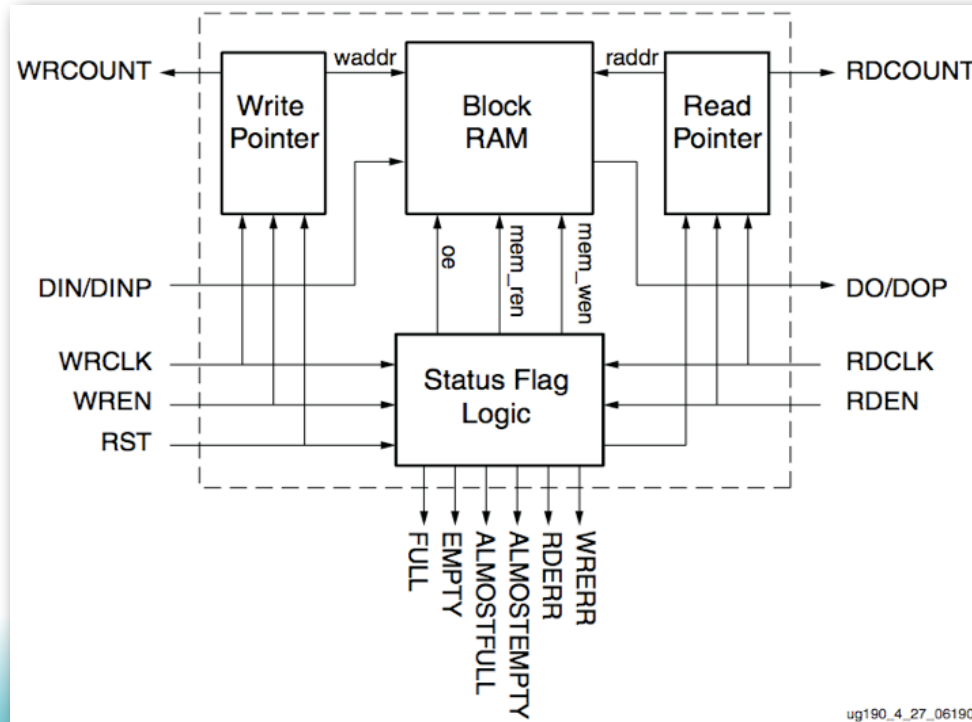 WRCOUNT
waddr
raddr
RDCOUNT
Write
Pointer
Block
RAM
Read
Pointer
oe
mem_ren
mem_wen
DIN/DINP
DO/DOP
WRCLK
WREN
RST
Status Flag
Logic
RDCLK
RDEN
FULL
EMPTY
ALMOSTFULL
ALMOSTEMPTY
RDERR
WRERR
ug190_4_27_06190